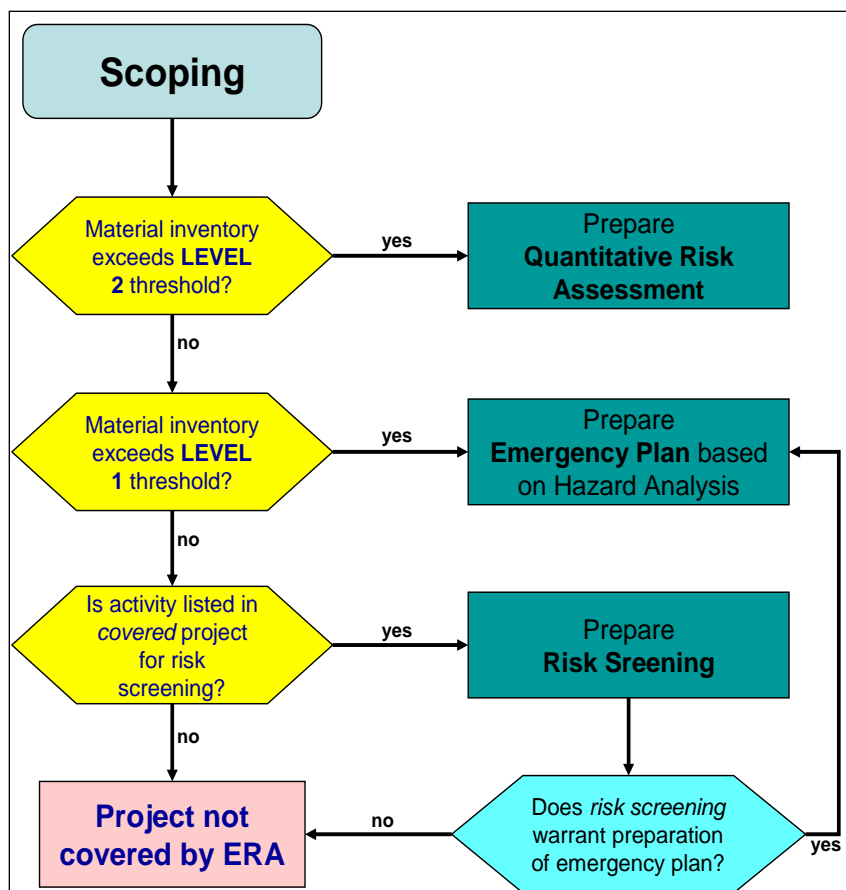 Scoping
Material inventory
exceeds LEVEL
2 threshold?
yes
Prepare
Quantitative Risk
Assessment
no
Material inventory
exceeds LEVEL
1 threshold?
yes
Prepare
Emergency Plan based
on Hazard Analysis
no
Is activity listed in
covered project
for risk
screening?
yes
Prepare
Risk Sreening
no
Project not
covered by ERA
no
Does risk screening
warrant preparation
of emergency plan?
yes